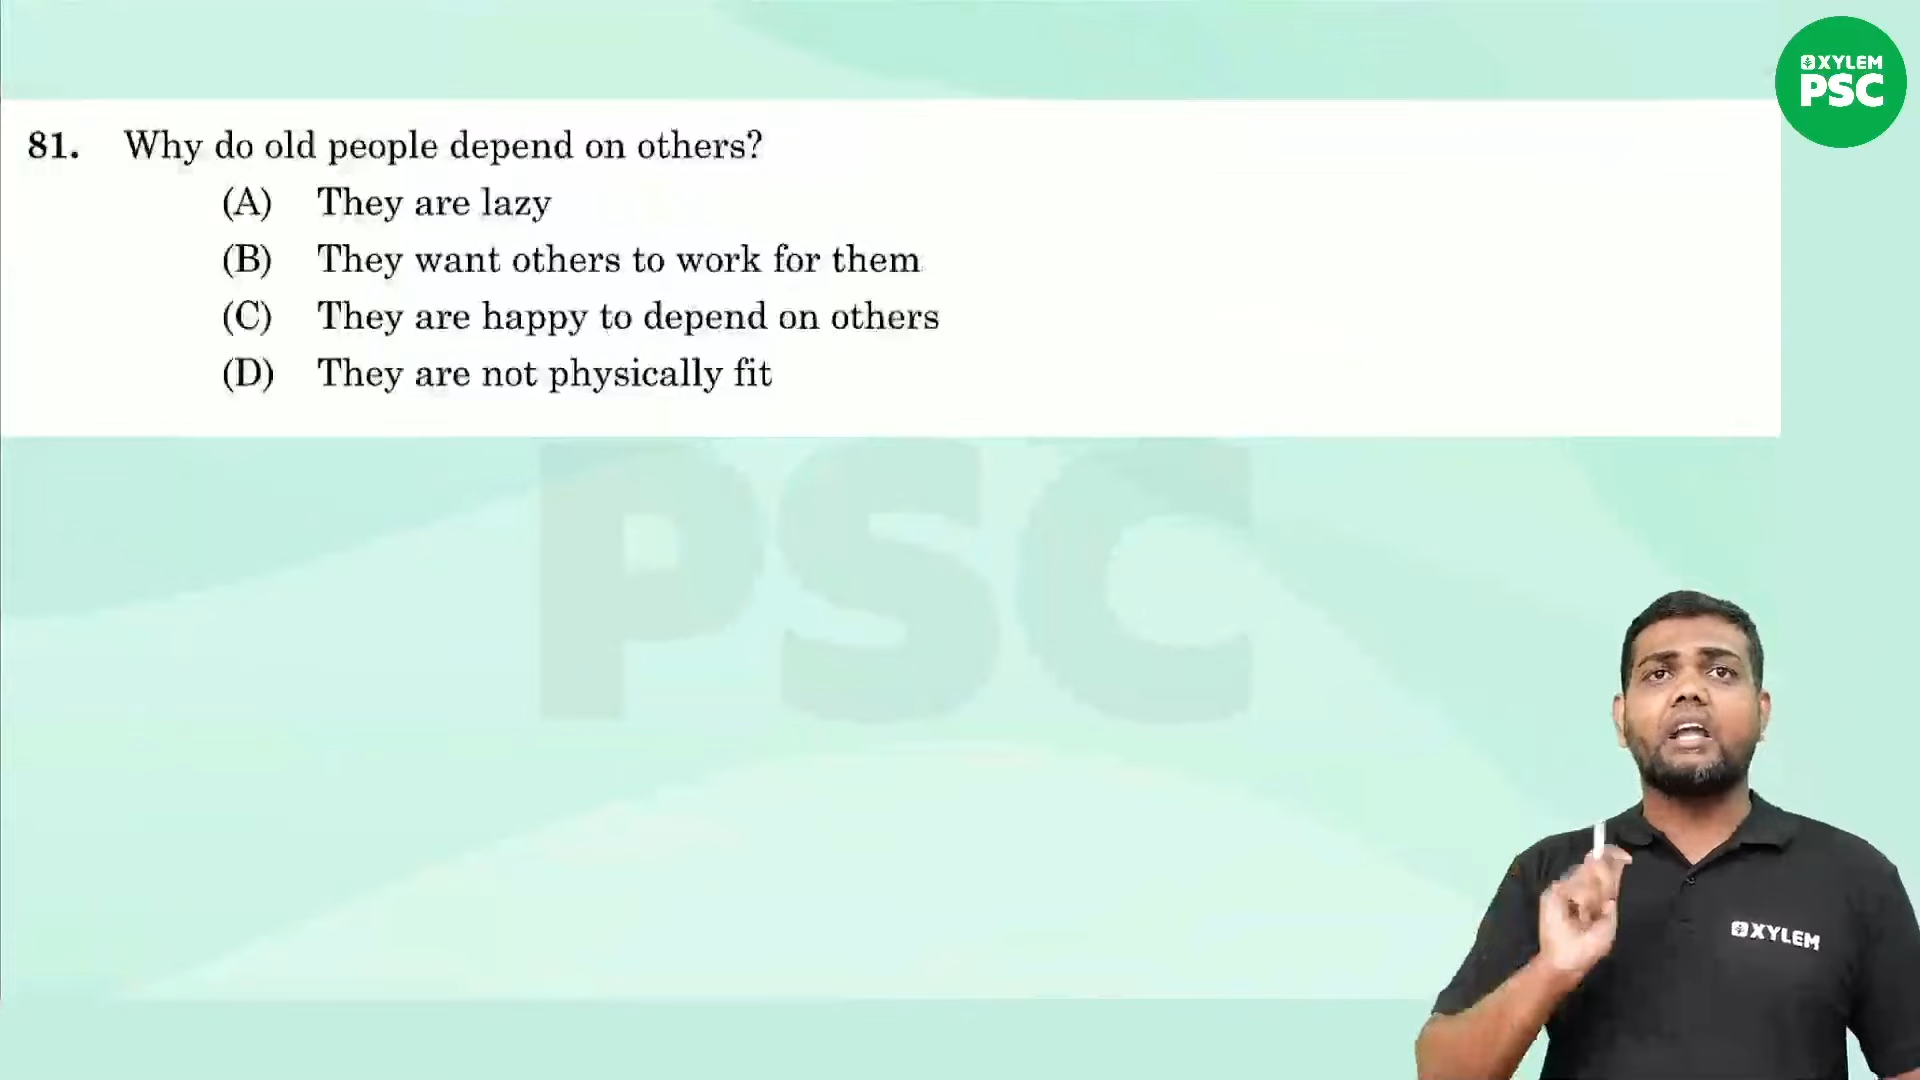 XYLEM
PSC
81. Why do old people depend on others?
(A) They are lazy
(B) They want others to work for them
(C) They are happy to depend on others
(D) They are not physically fit
PSC
XYLEM